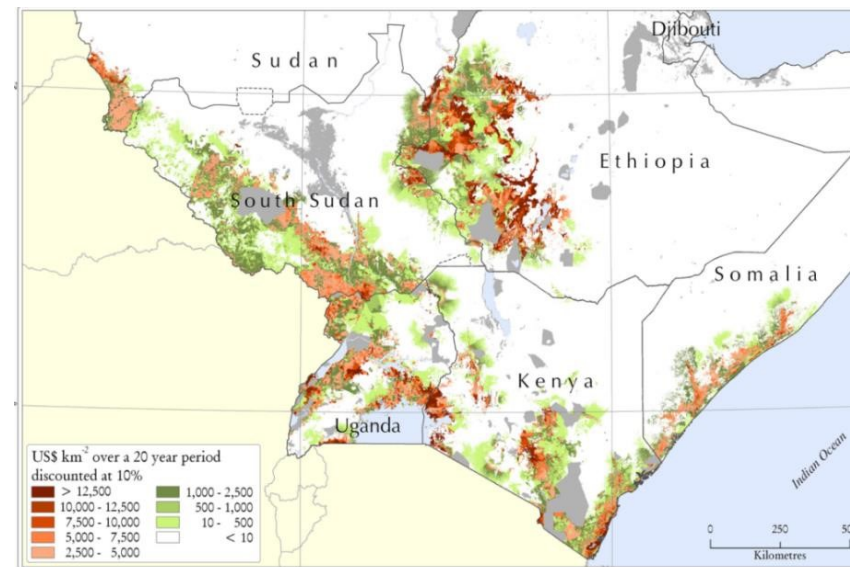 Djibouti
Sudan
Ethiopia
South Sudan
Somalia
Kenya
Uganda
Indian Ocean
US$ km-2 over a 20 year period
discounted at 10%
> 12,500
10,000 - 12,500
7,500 - 10,000
5,000 - 7,500
2,500 - 5,000
1,000 - 2,500
500 - 1,000
10 - 500
< 10
0 250 50
Kilometres